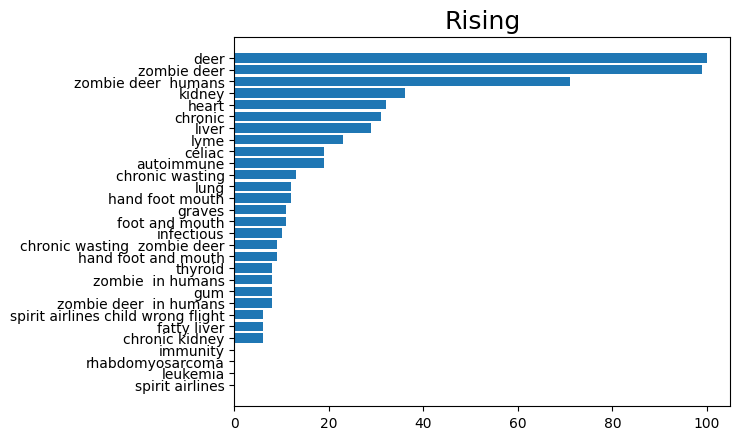 Rising
deer
zombie deer
zombie deer  humans
kidney
heart
chronic
liver
lyme
celiac
autoimmune
chronic wasting
lung
hand foot mouth
graves
foot and mouth
infectious
chronic wasting  zombie deer
hand foot and mouth
thyroid
zombie  in humans
gum
zombie deer  in humans
spirit airlines child wrong flight
fatty liver
chronic kidney
immunity
rhabdomyosarcoma
leukemia
spirit airlines
0 20 40 60 80 100